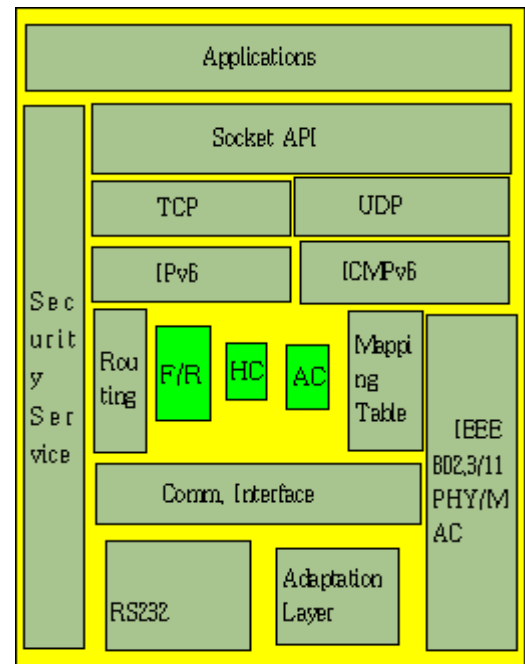 Applications
Socket API
TCP
UDP
IPv6
ICMPv6
Sec
urit
y
Ser
vice
Rou
ting
F/R
HC
AC
Mappi
ng
Table
IEEE
802,3/11
PHY/M
AC
Comm, Interface
RS232
Adaptation
Layer